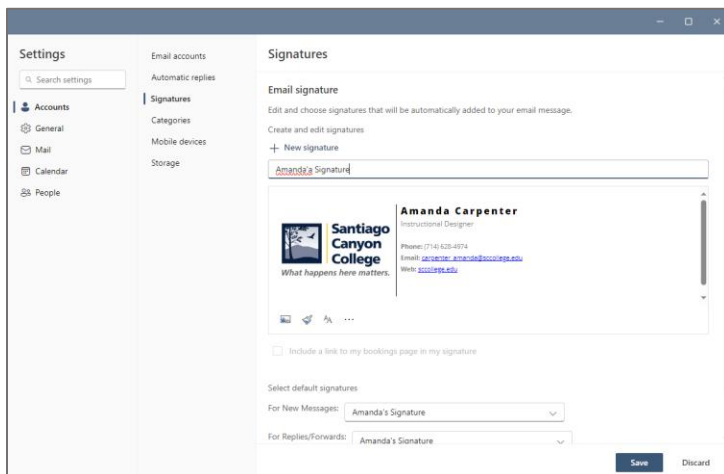 Settings
Search settings
Accounts
General
Mail
Calendar
People
Email accounts
Automatic replies
Signatures
Categories
Mobile devices
Storage
Signatures
Email signature
Edit and choose signatures that will be automatically added to your email message.
Create and edit signatures
+ New signature
Amanda'a Signature
Santiago
Canyon
College
What happens here matters.
Amanda Carpenter
Instructional Designer
Phone: (714) 628-4974
Email: carpenter_amanda@sccollege.edu
Web: sccollege.edu
Include a link to my bookings page in my signature
Select default signatures
For New Messages: Amanda's Signature
For Replies/Forwards: Amanda's Signature
Save Discard